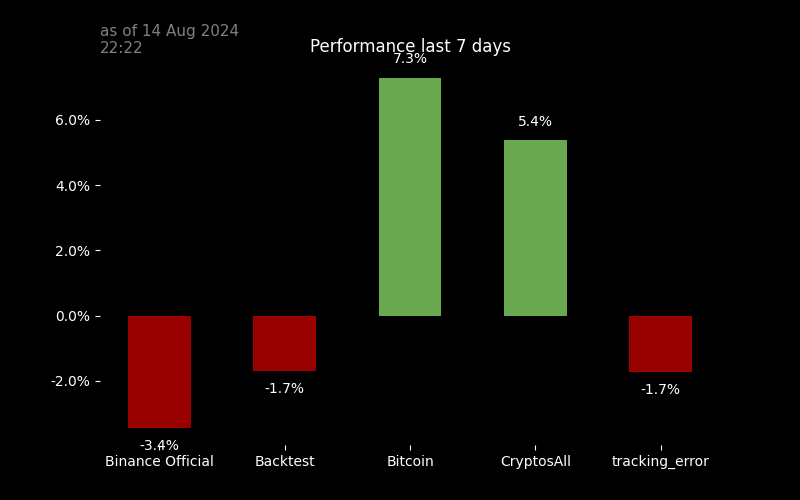 as of 14 Aug 2024
22:22
Performance last 7 days
7.3%
6.0%
5.4%
4.0%
2.0%
0.0%
-2.0%
-1.7%
-1.7%
-3.4%
Binance Official
Backtest
Bitcoin
CryptosAll
tracking_error